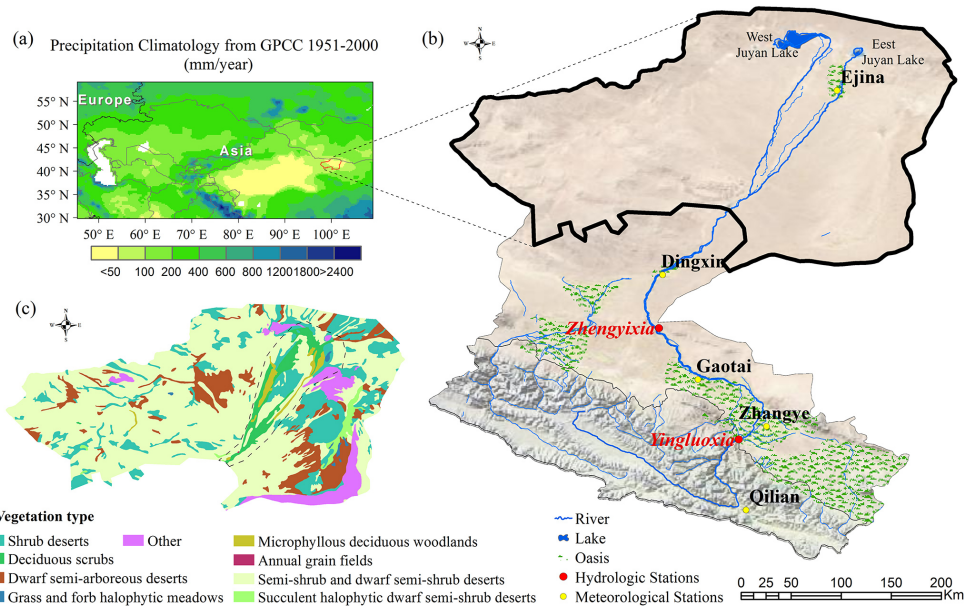 (a)
Precipitation Climatology from GPCC 1951-2000
(mm/year)
Europe
Asia
55° N
50° N
45° N
40° N
35° N
30° N
50° E 60° E 70° E 80° E 90° E 100° E
<50 100 200 400 600 800 1200 1800 >2400
(b)
N
W E
S
West
Juyan Lake
Eest
Juyan Lake
Ejina
Dingxin
Zhengyixia
Gaotai
Zhangye
Yingluoxia
Qilian
River
Lake
Oasis
Hydrologic Stations
Meteorological Stations
0 25 50 100 150 200
Km
(c)
N
W E
S
Vegetation type
Shrub deserts
Other
Deciduous scrubs
Dwarf semi-arboreous deserts
Grass and forb halophytic meadows
Microphyllous deciduous woodlands
Annual grain fields
Semi-shrub and dwarf semi-shrub deserts
Succulent halophytic dwarf semi-shrub deserts